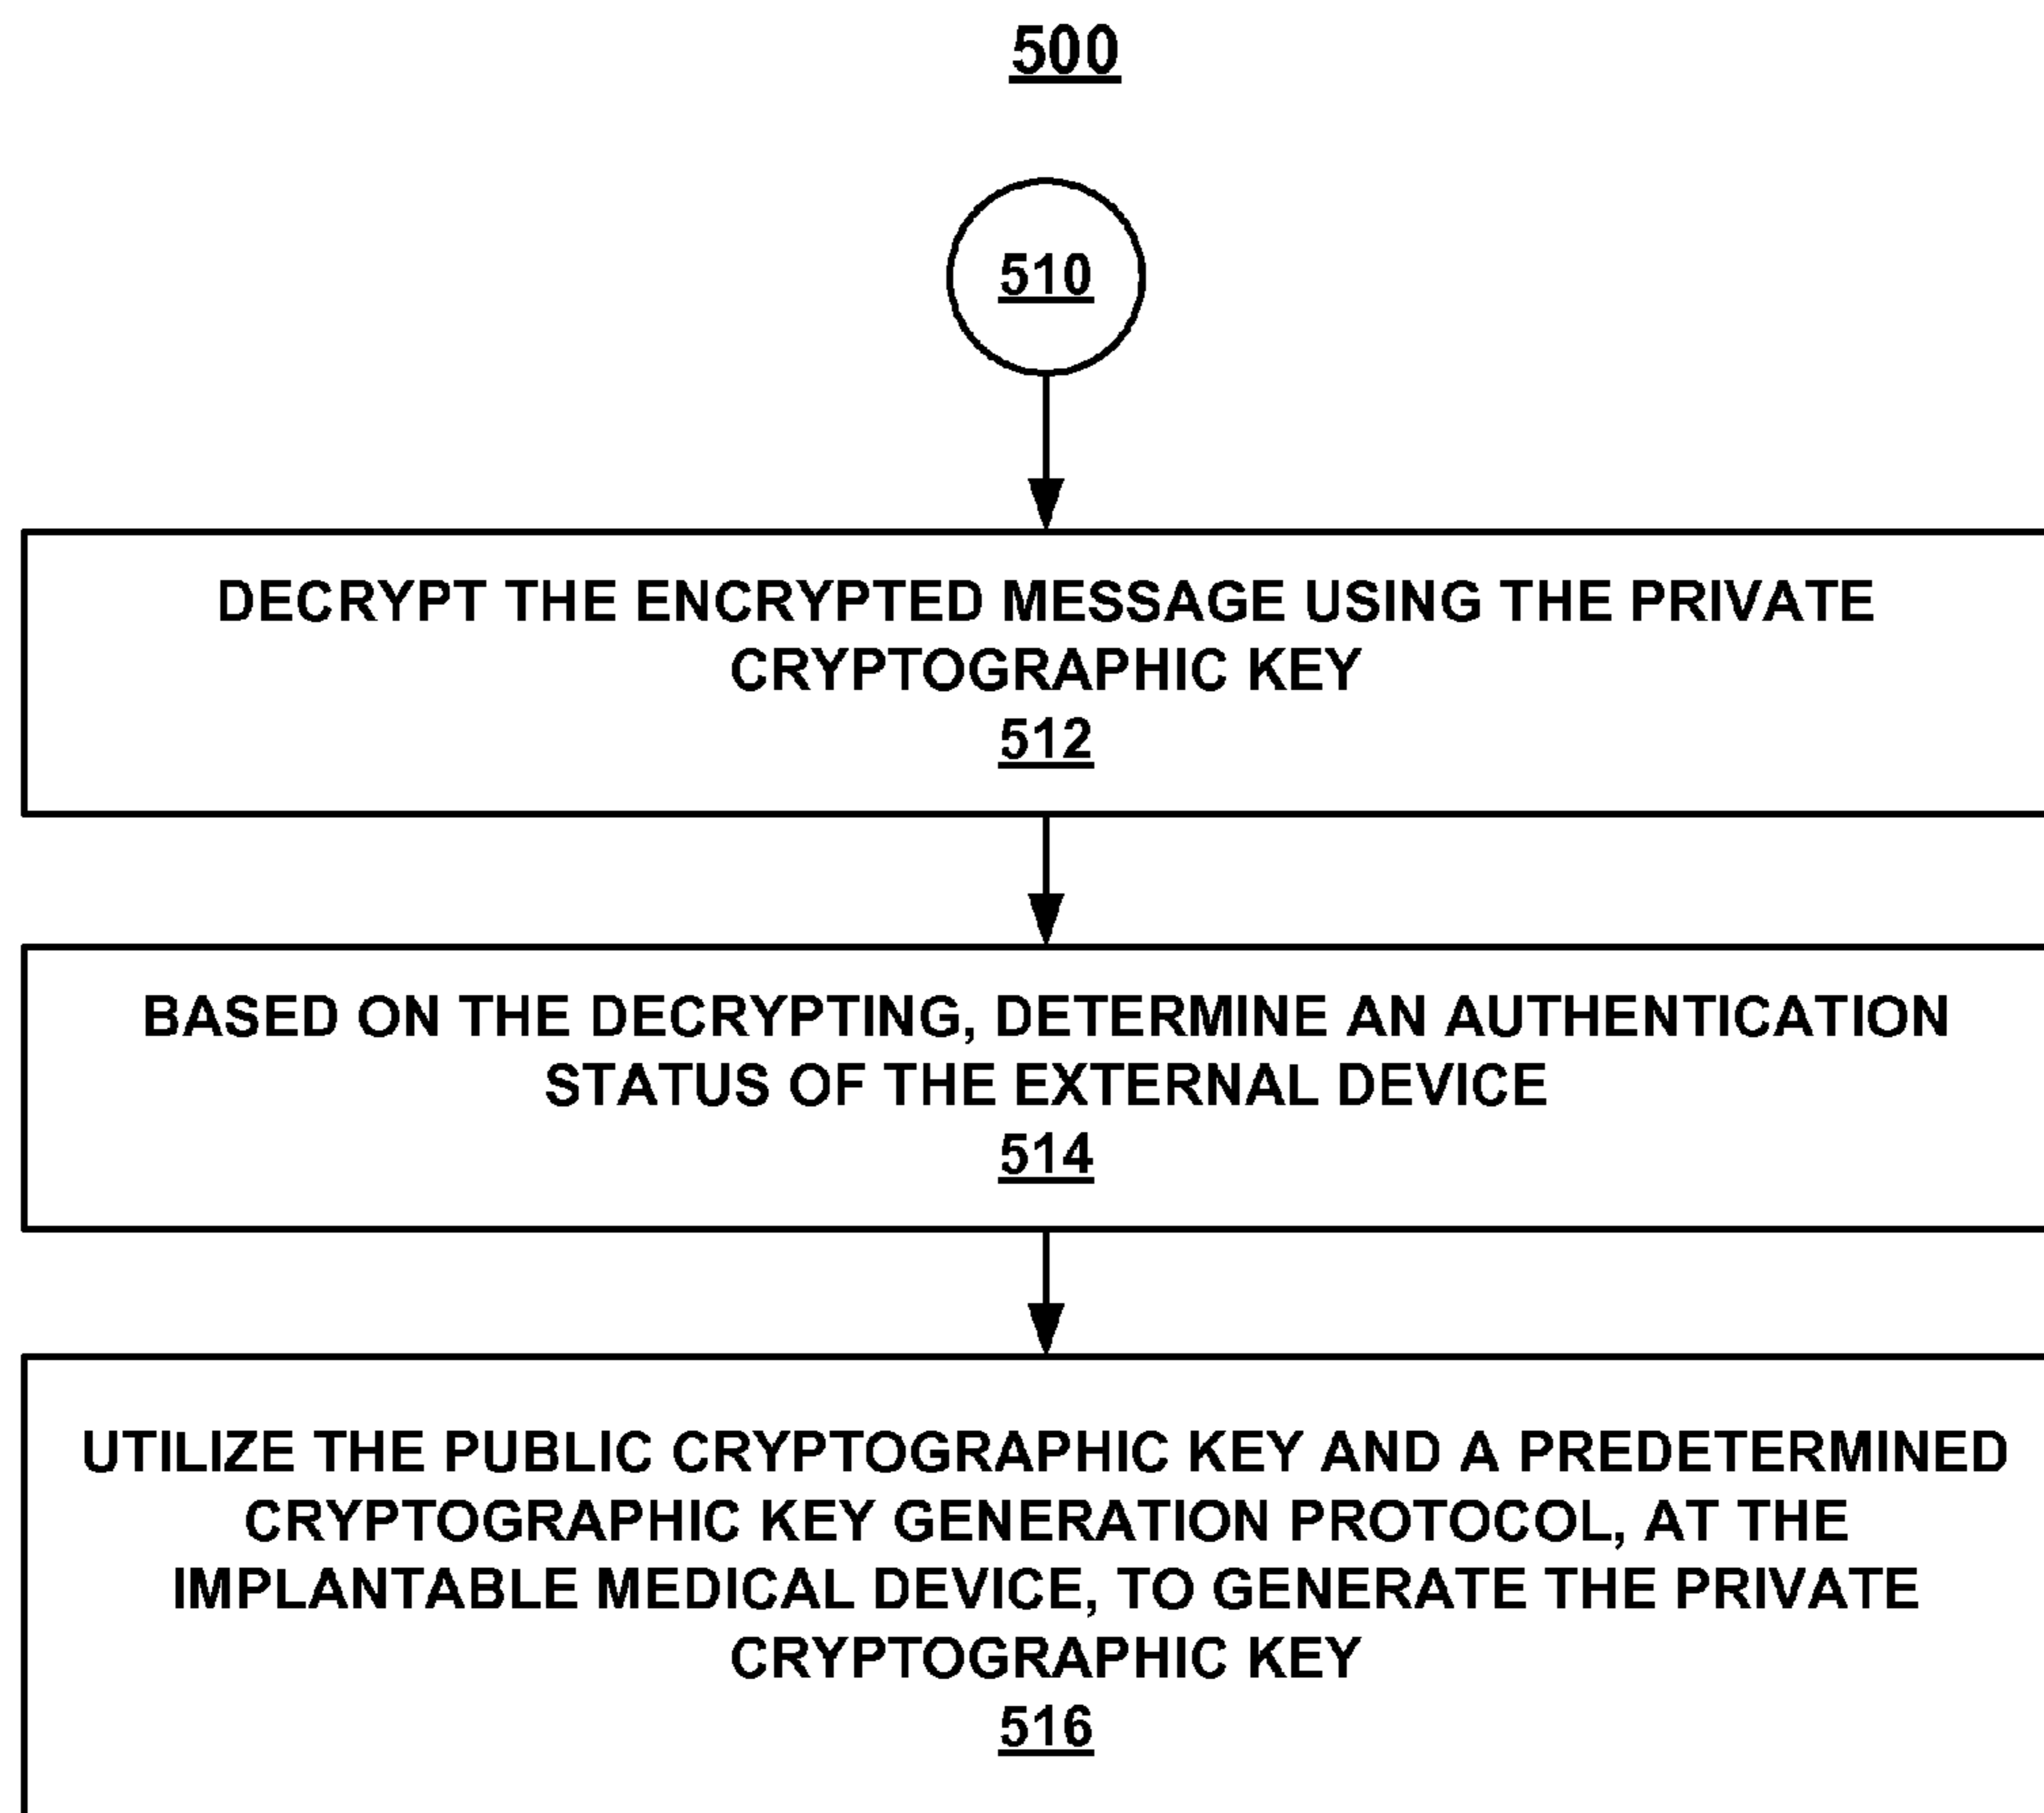 500
510
DECRYPT THE ENCRYPTED MESSAGE USING THE PRIVATE
CRYPTOGRAPHIC KEY
512
BASED ON THE DECRYPTING, DETERMINE AN AUTHENTICATION
STATUS OF THE EXTERNAL DEVICE
514
UTILIZE THE PUBLIC CRYPTOGRAPHIC KEY AND A PREDETERMINED
CRYPTOGRAPHIC KEY GENERATION PROTOCOL, AT THE
IMPLANTABLE MEDICAL DEVICE, TO GENERATE THE PRIVATE
CRYPTOGRAPHIC KEY
516